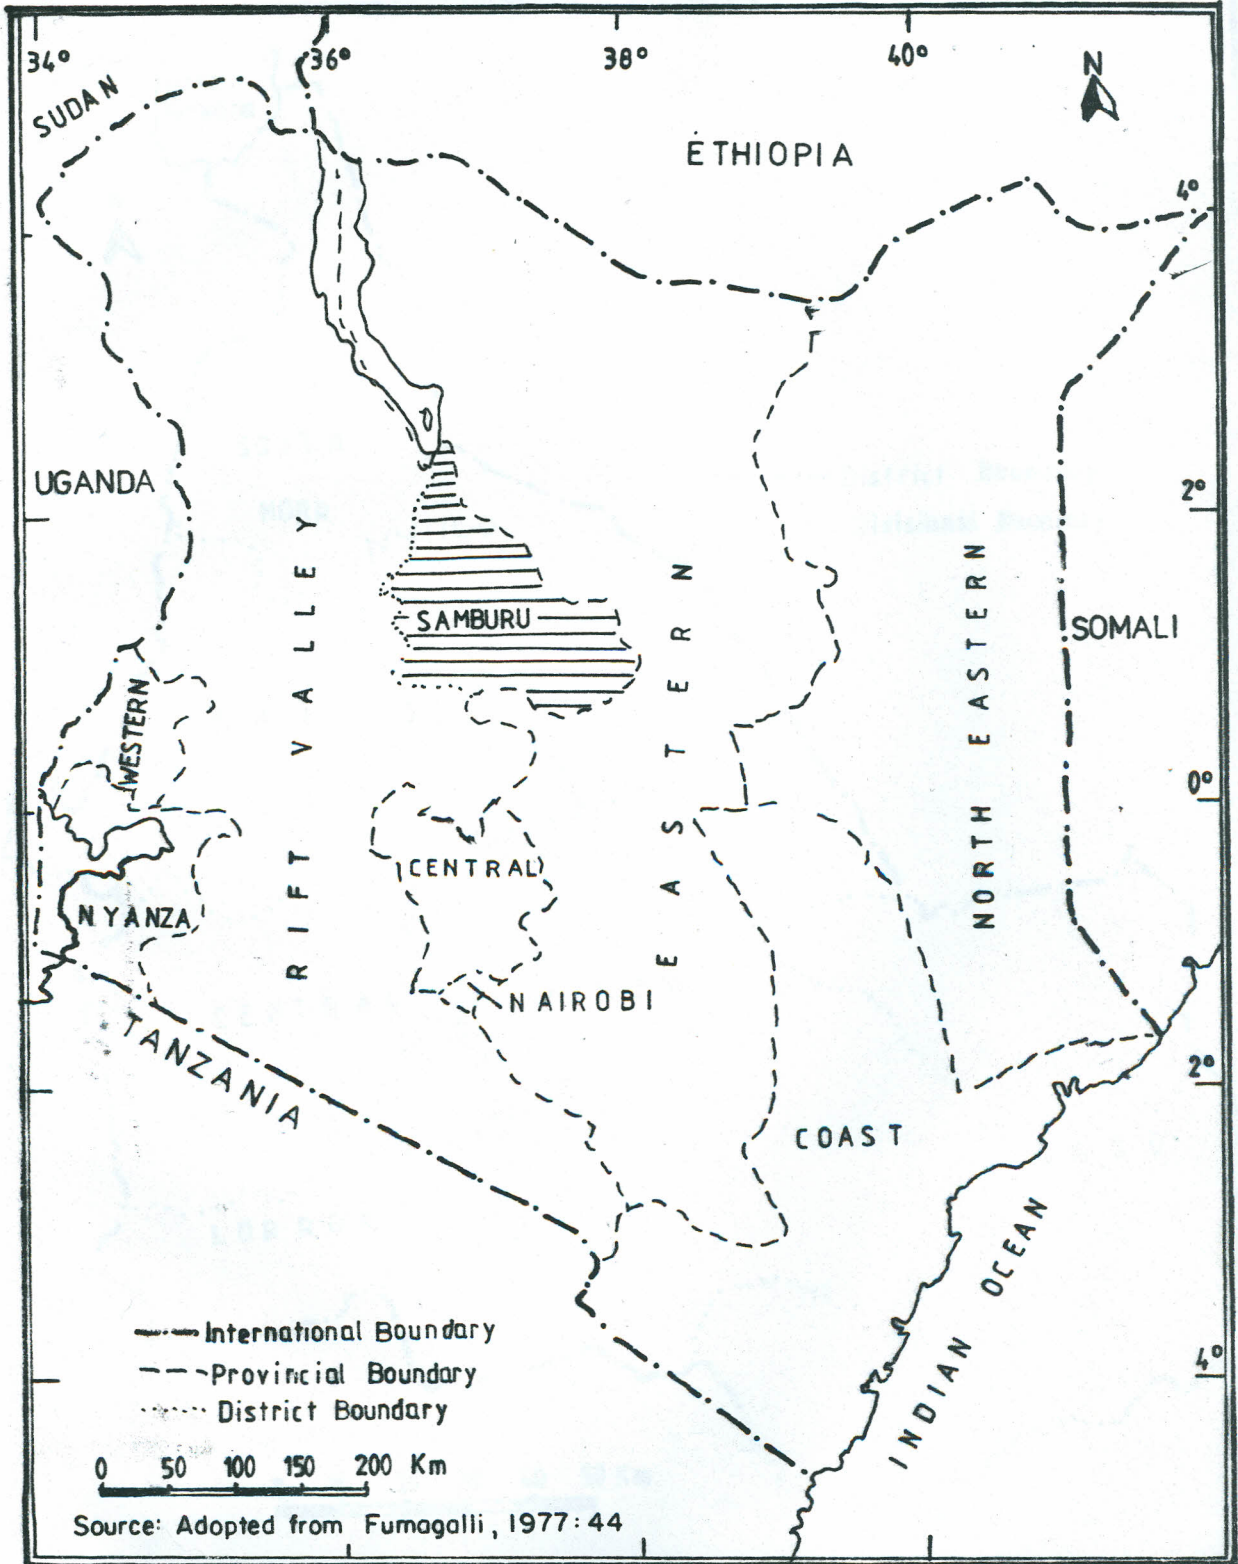 34° 36° 38° 40°
N
SUDAN
ETHIOPIA
4°
UGANDA
2°
RIFT VALLEY
SAMBURU
EASTERN
NORTH EASTERN
SOMALI
WESTERN
0°
CENTRAL
NYANZA
NAIROBI
TANZANIA
2°
COAST
INDIAN OCEAN
4°
International Boundary
Provincial Boundary
District Boundary
0 50 100 150 200 Km
Source: Adopted from Fumagalli, 1977:44